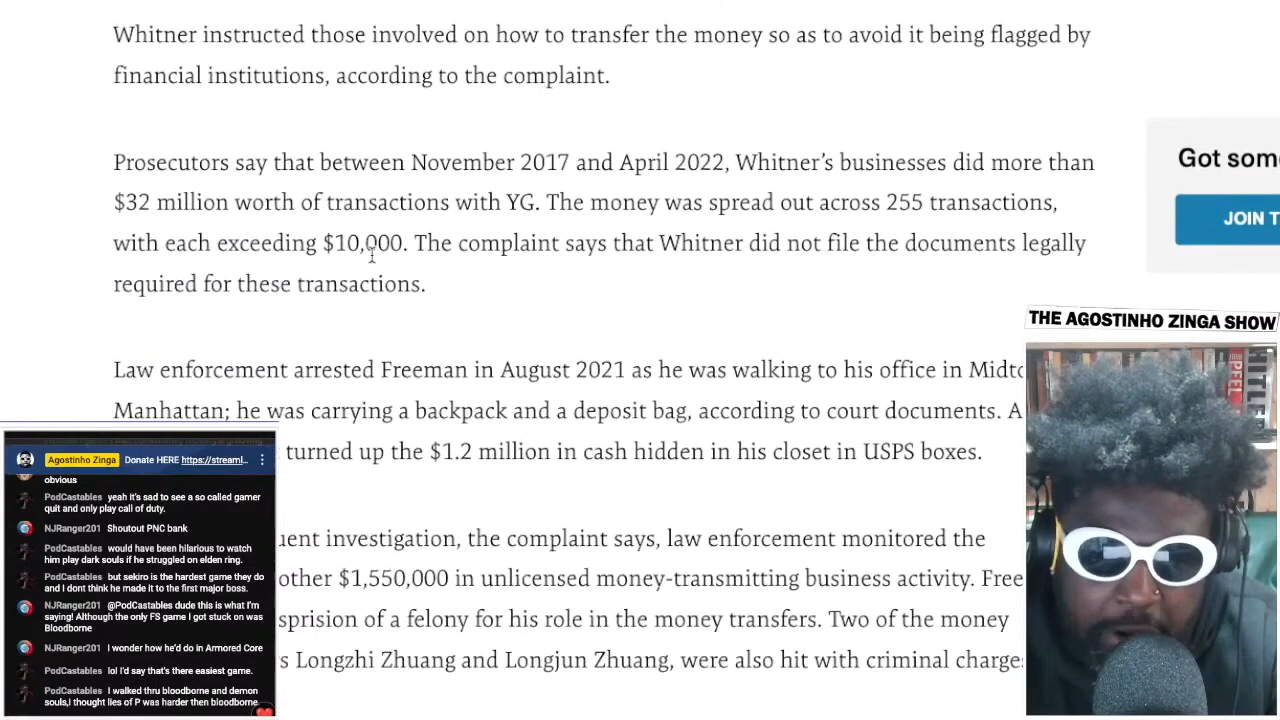 Whitner instructed those involved on how to transfer the money so as to avoid it being flagged by
financial institutions, according to the complaint.
Prosecutors say that between November 2017 and April 2022, Whitner's businesses did more than
$32 million worth of transactions with YG. The money was spread out across 255 transactions,
with each exceeding $10,000. The complaint says that Whitner did not file the documents legally
required for these transactions.
Law enforcement arrested Freeman in August 2021 as he was walking to his office in Midto
Manhattan; he was carrying a backpack and a deposit bag, according to court documents. A
turned up the $1.2 million in cash hidden in his closet in USPS boxes.
uent investigation, the complaint says, law enforcement monitored the
other $1,550,000 in unlicensed money-transmitting business activity. Free
sprision of a felony for his role in the money transfers. Two of the money
s Longzhi Zhuang and Longjun Zhuang, were also hit with criminal charge
Got som
JOIN T
THE AGOSTINHO ZINGA SHOW
Agostinho Zinga Donate HERE https://streaml...
obvious
PodCastables yeah it's sad to see a so called gamer
quit and only play call of duty.
NJRanger201 Shoutout PNC bank
PodCastables would have been hilarious to watch
him play dark souls if he struggled on elden ring.
PodCastables but sekiro is the hardest game they do
and I dont think he made it to the first major boss.
NJRanger201 @PodCastables dude this is what I'm
saying! Although the only FS game I got stuck on was
Bloodborne
NJRanger201 I wonder how he'd do in Armored Core
PodCastables lol I'd say that's there easiest game.
PodCastables I walked thru bloodborne and demon
souls,I thought lies of P was harder then bloodborne